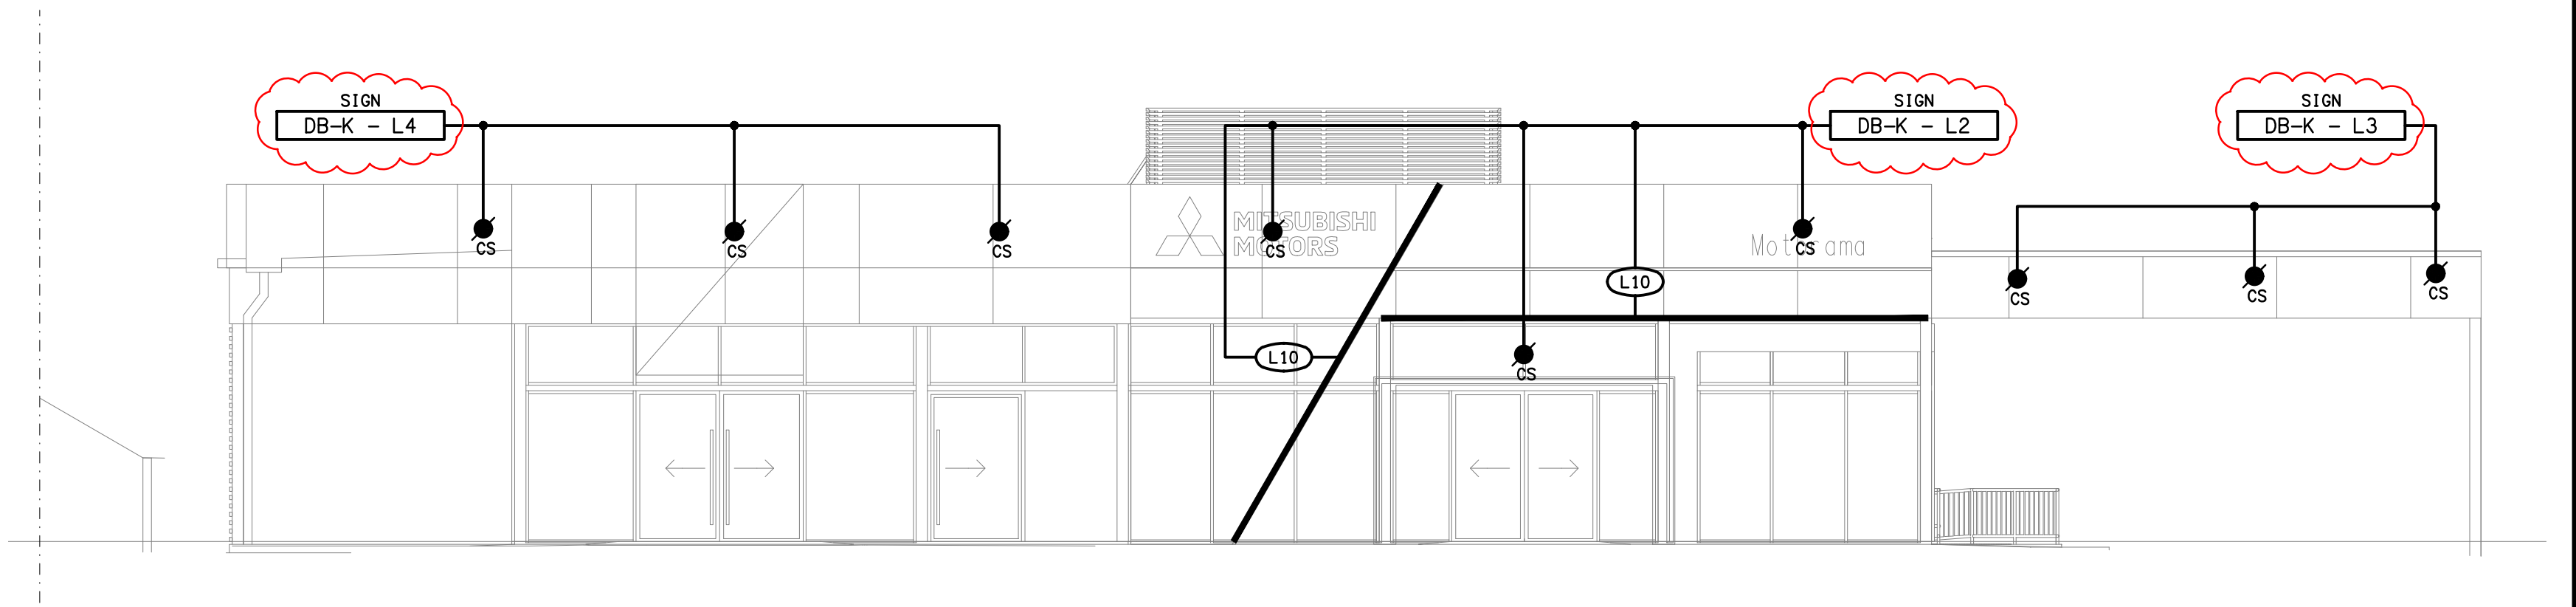 SIGN
DB-K - L4
SIGN
DB-K - L2
SIGN
DB-K - L3
CS
CS
CS
MITSUBISHI
MOTORS
CS
Motorama
CS
CS
CS
CS
L10
L10
CS